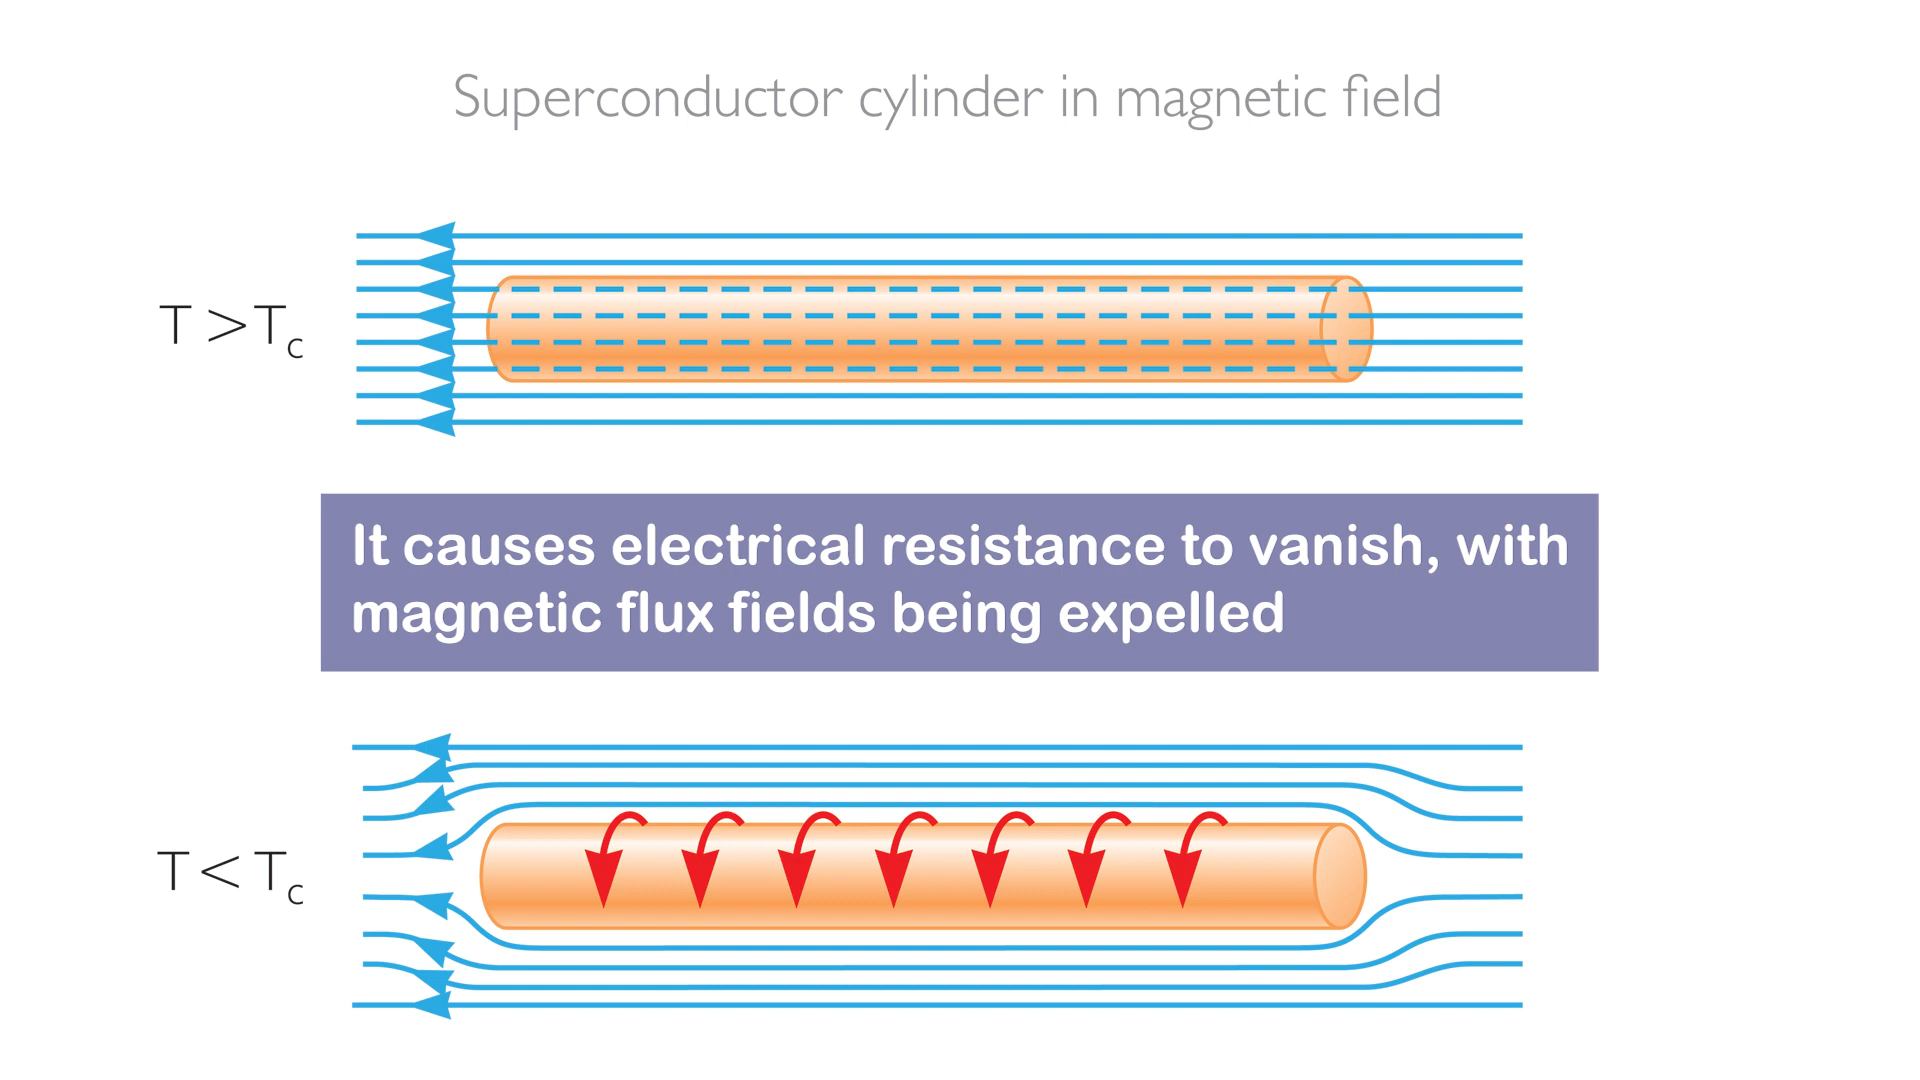 Superconductor cylinder in magnetic field
T > Tc
It causes electrical resistance to vanish, with
magnetic flux fields being expelled
T < Tc